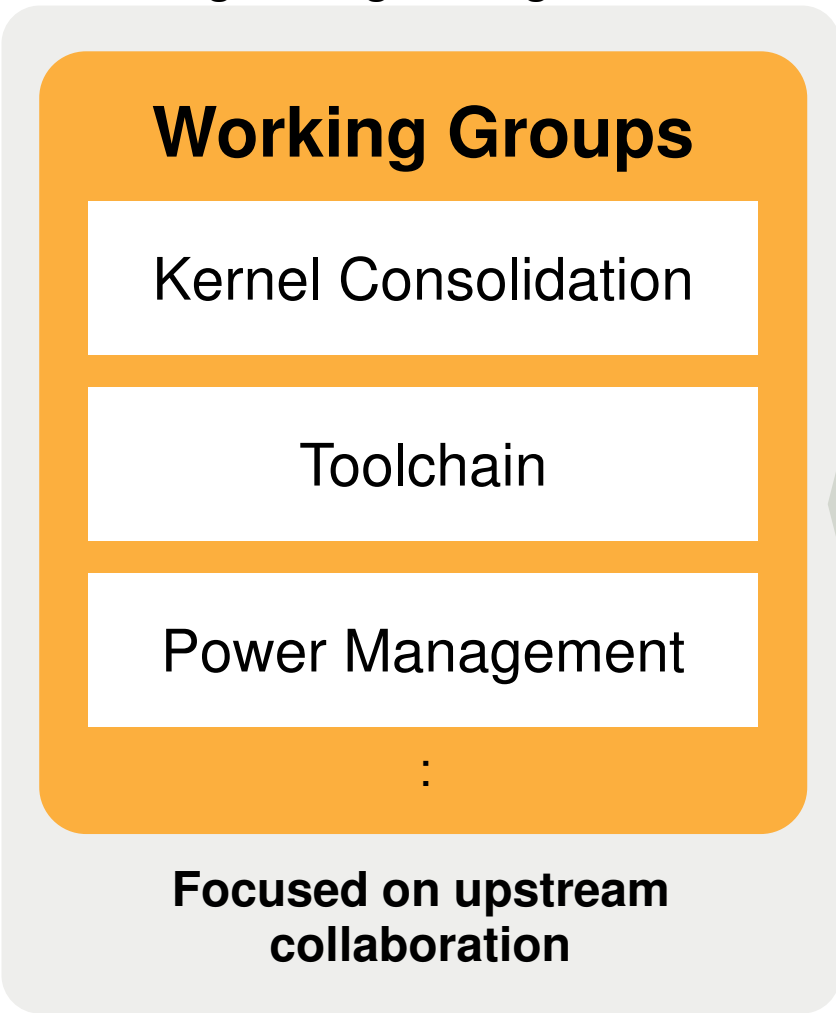 Working Groups
Kernel Consolidation
Toolchain
Power Management
:
Focused on upstream
collaboration